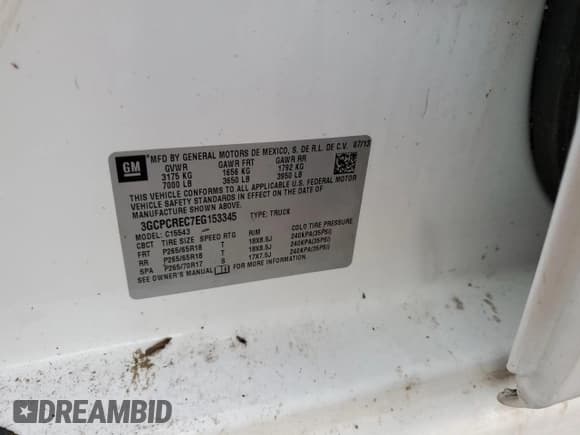 GM
MFD BY GENERAL MOTORS DE MEXICO, S. DE R.L. DE C.V. 07/13
GVWR GAWR FRT GAWR RR
3175 KG 1656 KG 1792 KG
7000 LB 3650 LB 3950 LB
THIS VEHICLE CONFORMS TO ALL APPLICABLE U.S. FEDERAL MOTOR
VEHICLE SAFETY STANDARDS IN EFFECT ON THE DATE OF
MANUFACTURE SHOWN ABOVE.
3GCPCREC7EG153345 TYPE: TRUCK
MODEL: C15543
CBCT TIRE SIZE SPEED RTG RIM COLD TIRE PRESSURE
FRT P265/65R18 T 18X8.5J 240KPA(35PSI)
RR P265/65R18 T 18X8.5J 240KPA(35PSI)
SPA P265/70R17 S 17X7.5J 240KPA(35PSI)
SEE OWNER'S MANUAL FOR MORE INFORMATION.
DREAMBID